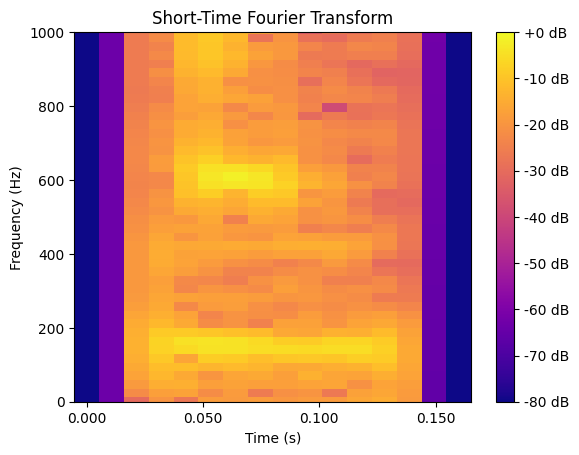 Short-Time Fourier Transform
1000
800
600
400
200
0
Frequency (Hz)
0.000
0.050
0.100
0.150
Time (s)
+0 dB
-10 dB
-20 dB
-30 dB
-40 dB
-50 dB
-60 dB
-70 dB
-80 dB